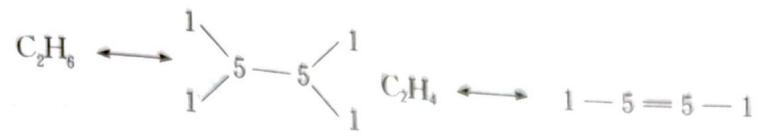 C₂H₆ ⟷ 1 1 5 — 5 1 1
C₂H₄ ⟷ 1 — 5 = 5 — 1